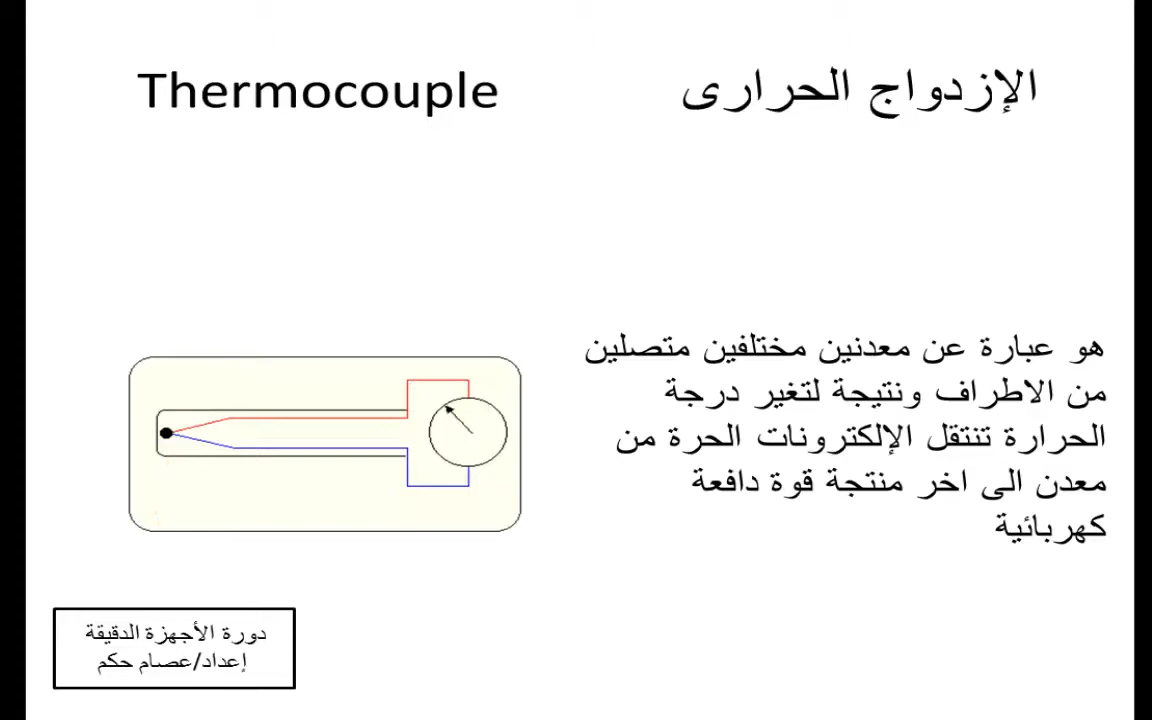 Thermocouple
الإزدواج الحرارى
هو عبارة عن معدنين مختلفين متصلين
من الاطراف ونتيجة لتغير درجة
الحرارة تنتقل الإلكترونات الحرة من
معدن الى اخر منتجة قوة دافعة
كهربائية
دورة الأجهزة الدقيقة
إعداد/عصام حكم